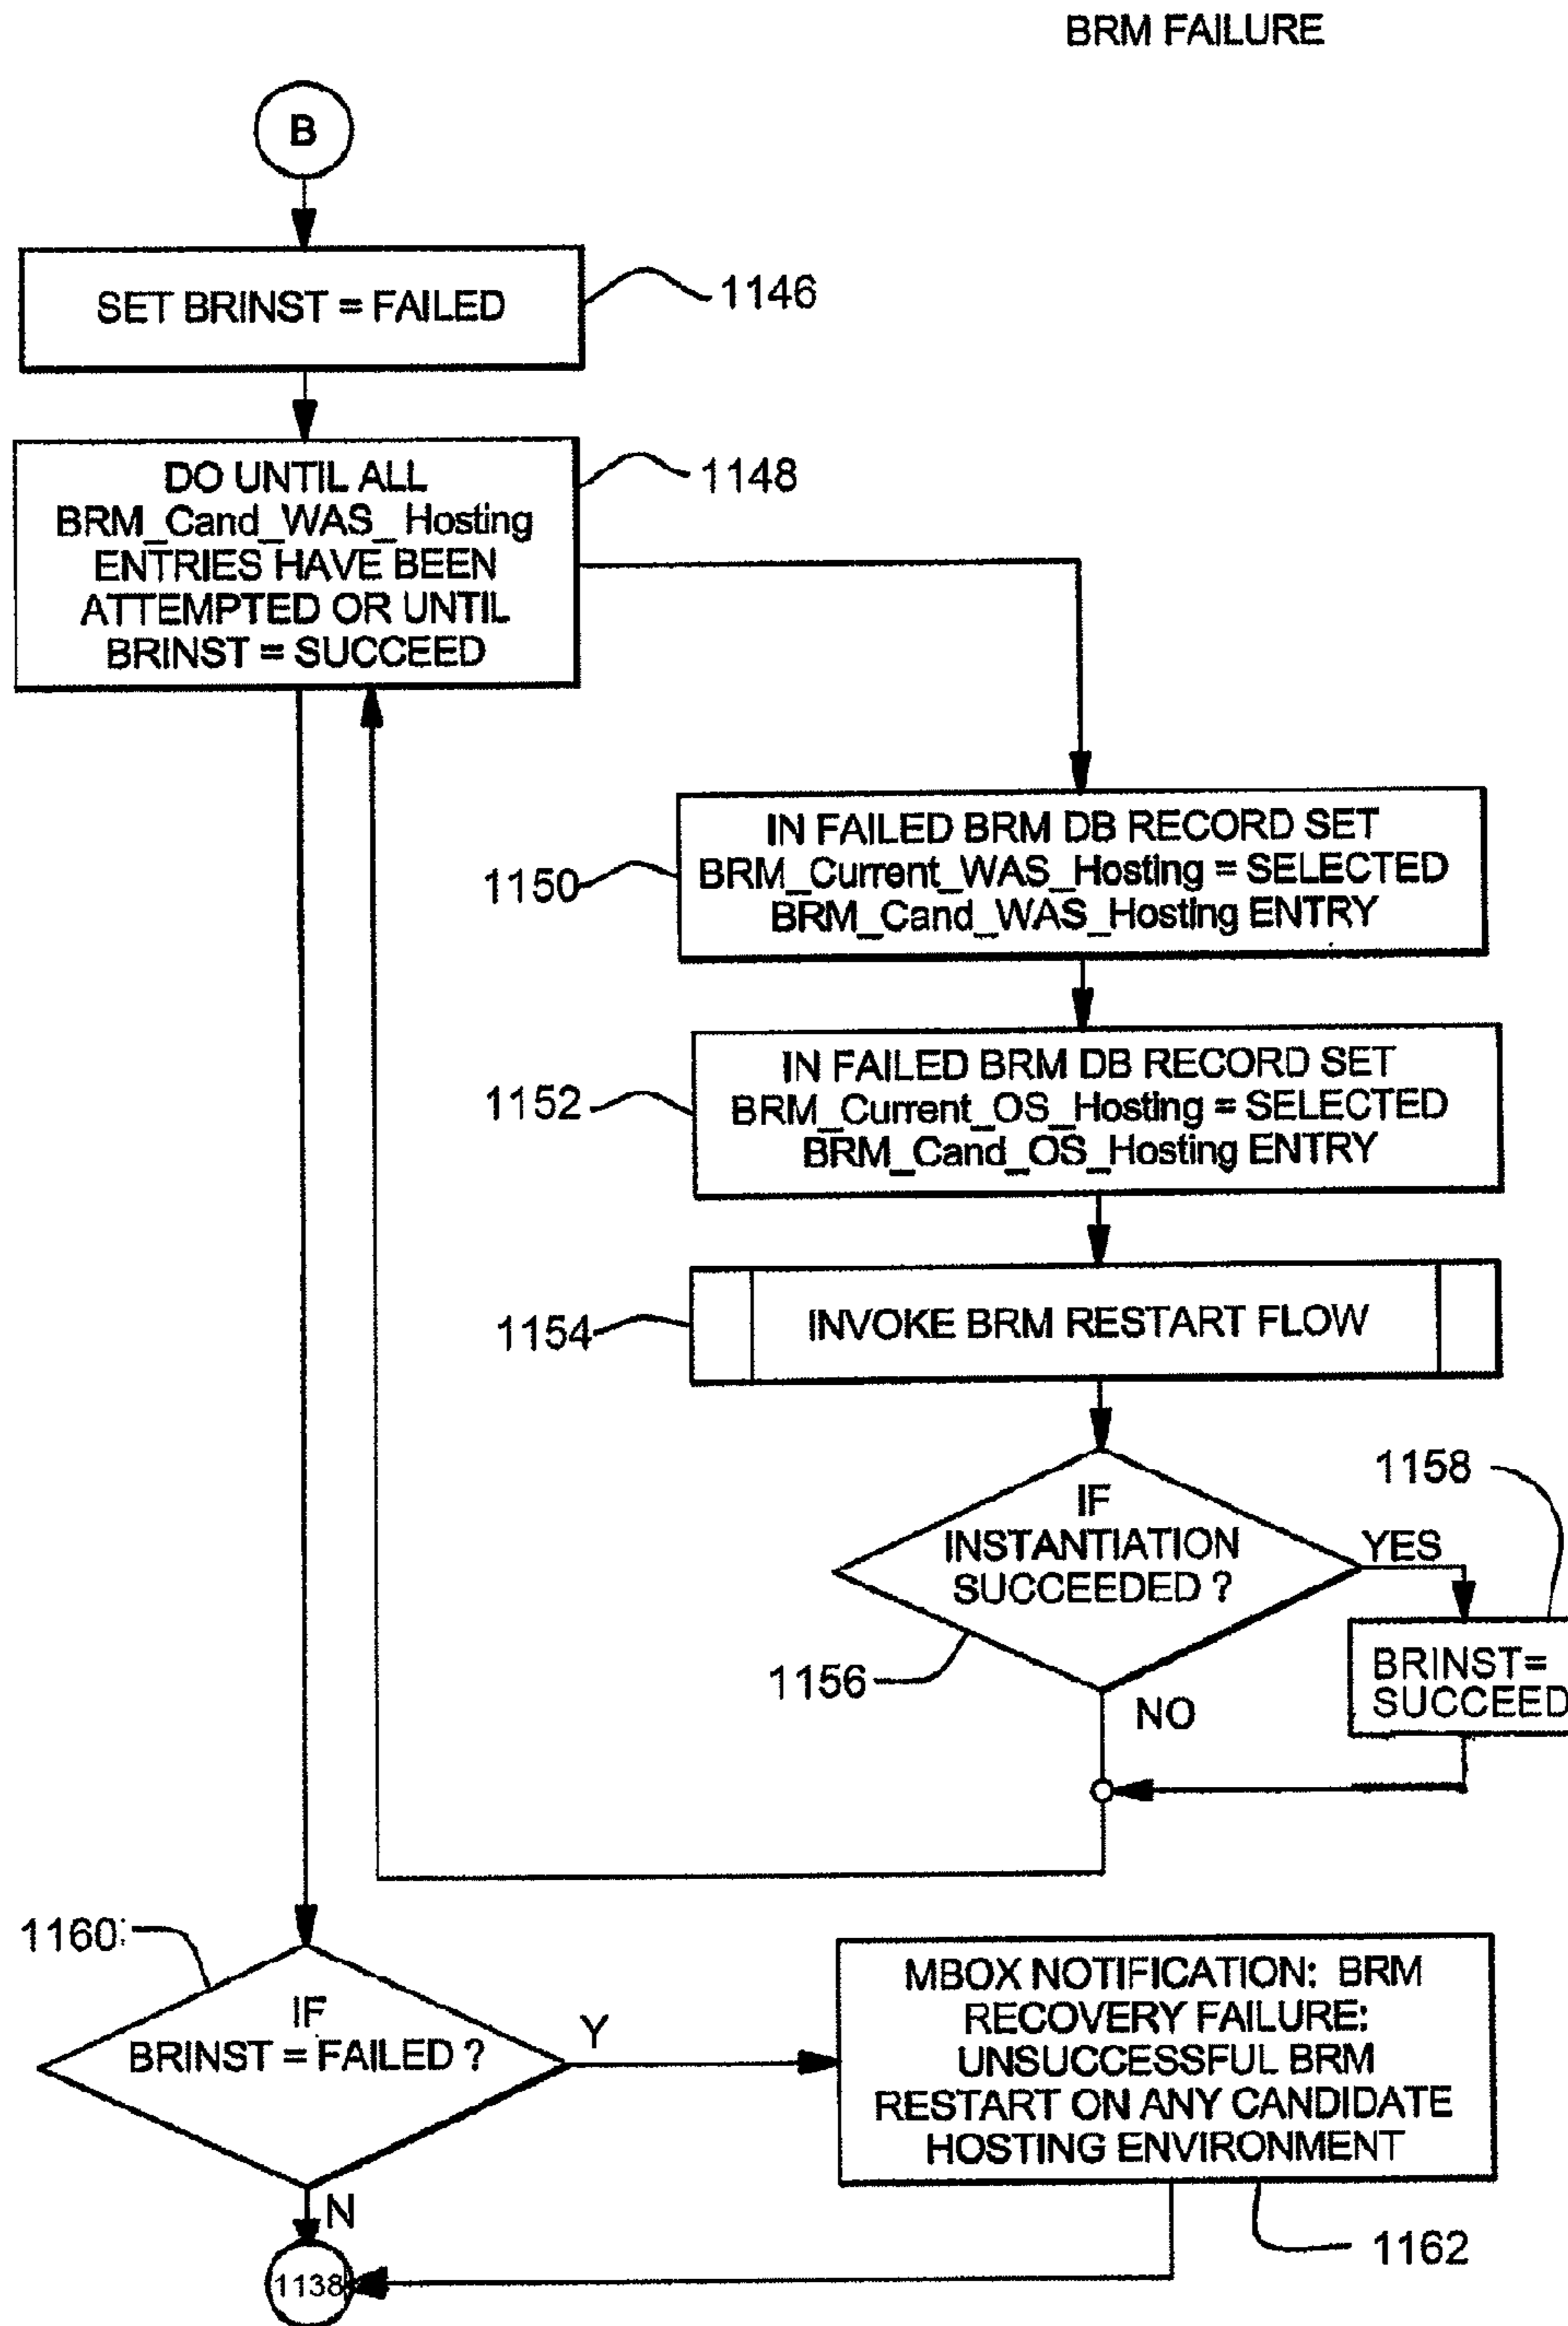 BRM FAILURE
B
SET BRINST = FAILED
1146
DO UNTIL ALL
BRM_Cand_WAS_ Hosting
ENTRIES HAVE BEEN
ATTEMPTED OR UNTIL
BRINST = SUCCEED
1148
IN FAILED BRM DB RECORD SET
BRM_Current_WAS_Hosting = SELECTED
BRM_Cand_WAS_Hosting ENTRY
1150
IN FAILED BRM DB RECORD SET
BRM_Current_OS_Hosting = SELECTED
BRM_Cand_OS_Hosting ENTRY
1152
INVOKE BRM RESTART FLOW
1154
IF
INSTANTIATION
SUCCEEDED ?
1156
YES
1158
BRINST=
SUCCEED
NO
1160
IF
BRINST = FAILED ?
Y
MBOX NOTIFICATION: BRM
RECOVERY FAILURE:
UNSUCCESSFUL BRM
RESTART ON ANY CANDIDATE
HOSTING ENVIRONMENT
1162
N
1138